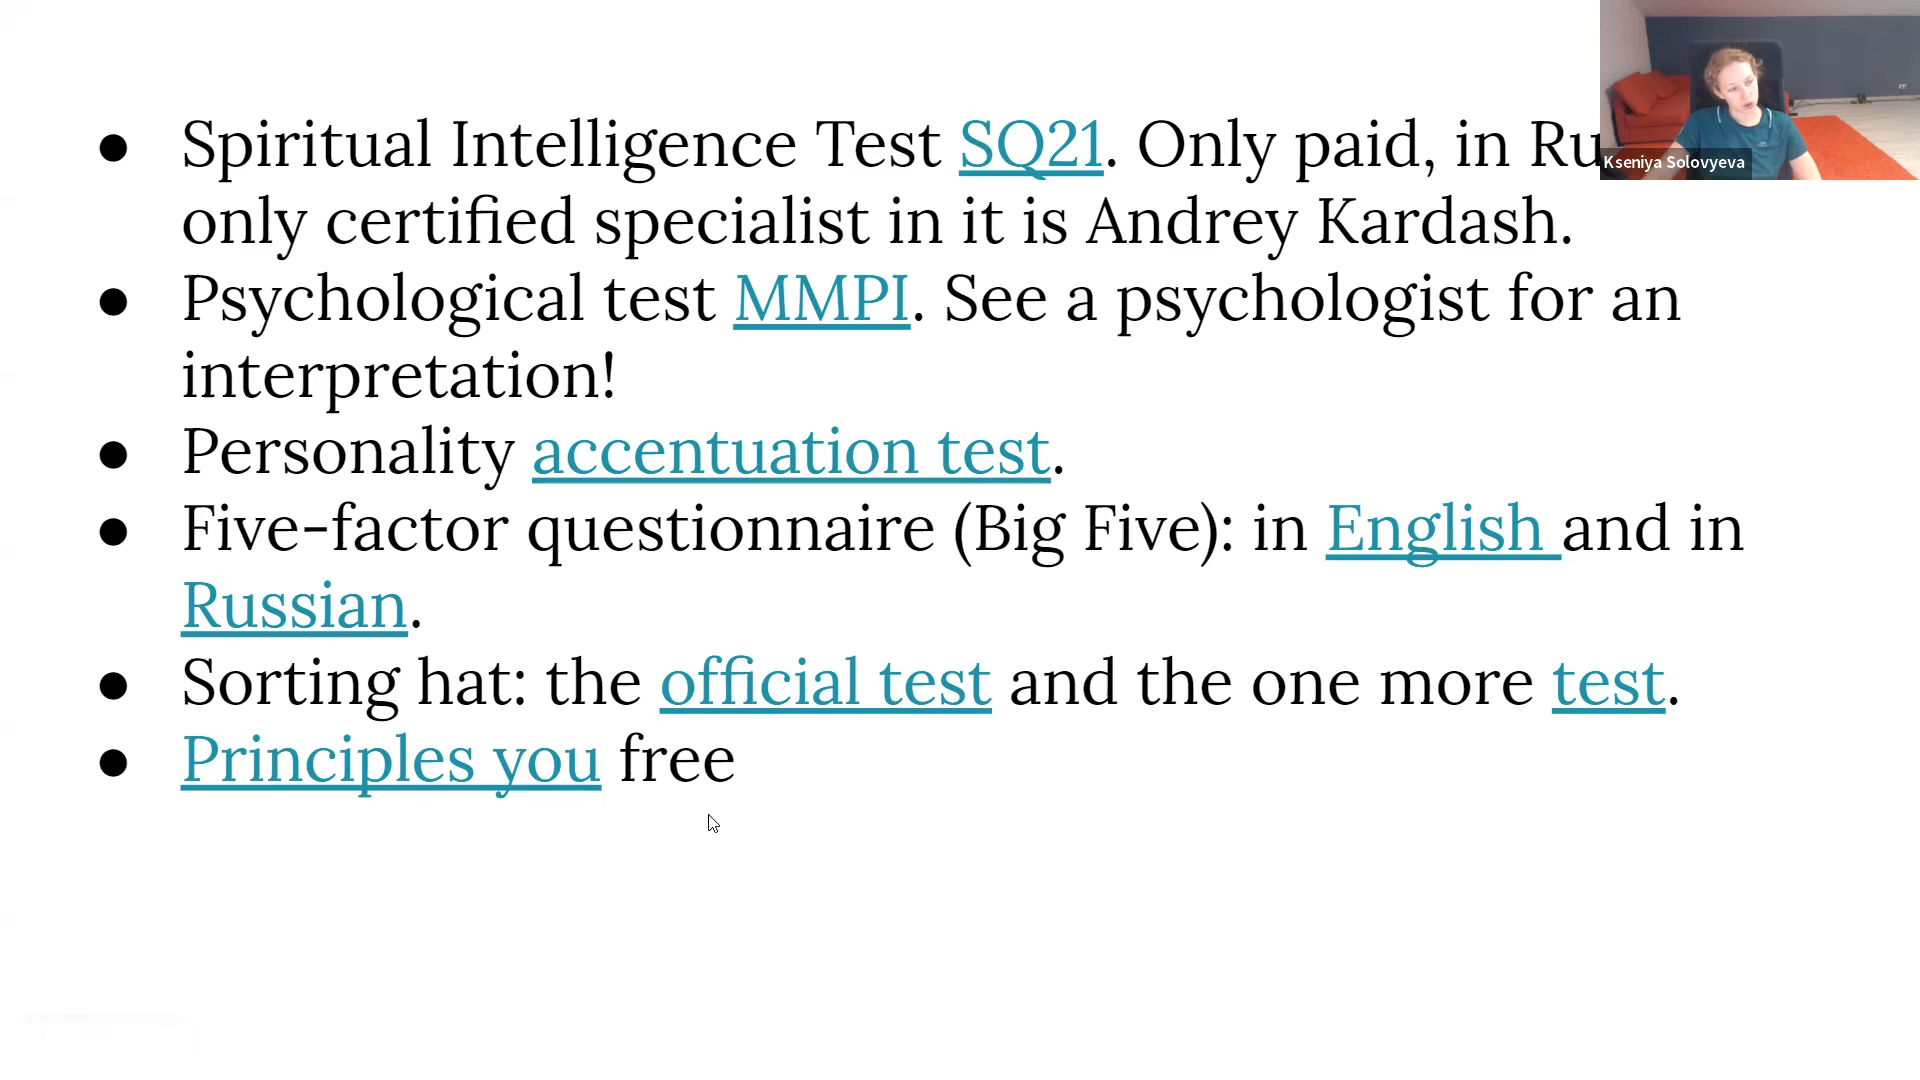 Spiritual Intelligence Test SQ21. Only paid, in
only certified specialist in it is Andrey Kardash.
Psychological test MMPI. See a psychologist for an
interpretation!
Personality accentuation test.
Five-factor questionnaire (Big Five): in English and in
Russian.
Sorting hat: the official test and the one more test.
Principles you free
Kseniya Solovyeva